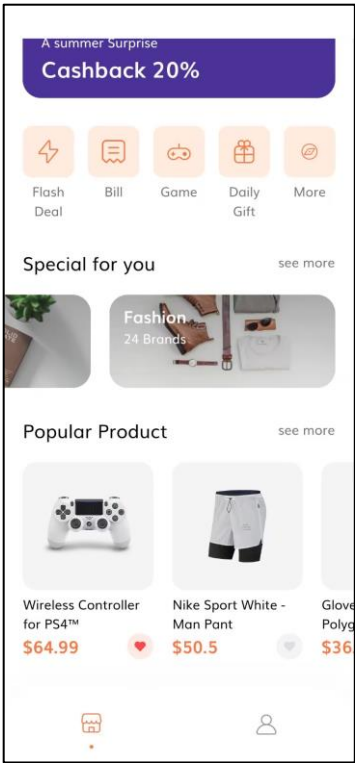 A summer Surprise
Cashback 20%
Flash
Deal
Bill
Game
Daily
Gift
More
Special for you
see more
Fashion
24 Brands
Popular Product
see more
Wireless Controller
for PS4™
$64.99
Nike Sport White -
Man Pant
$50.5
Glove
Polyg
$36